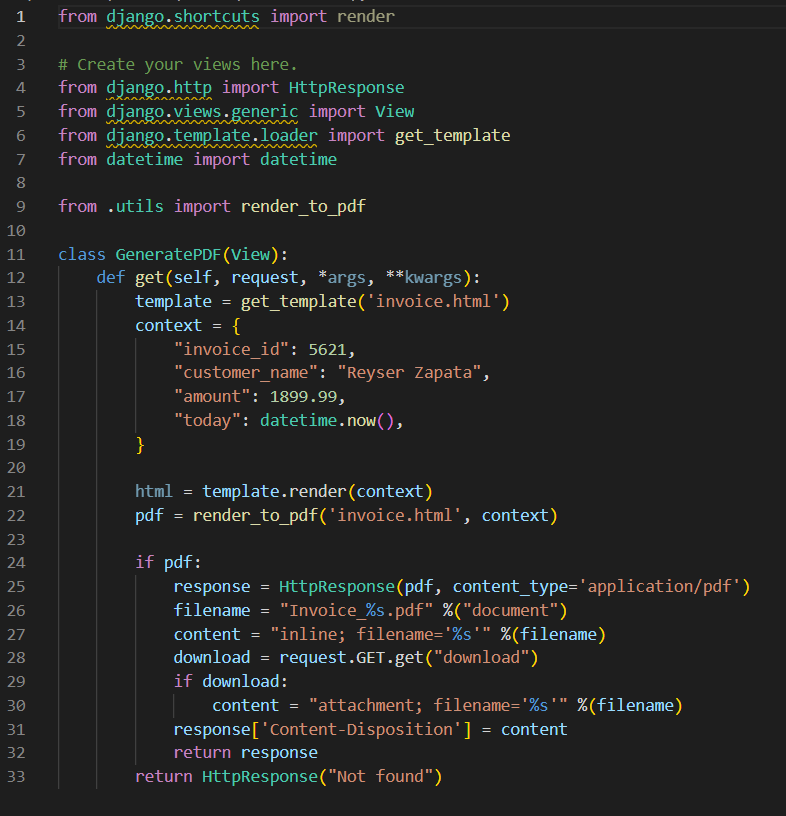 1 from django.shortcuts import render
2
3 # Create your views here.
4 from django.http import HttpResponse
5 from django.views.generic import View
6 from django.template.loader import get_template
7 from datetime import datetime
8
9 from .utils import render_to_pdf
10
11 class GeneratePDF(View):
12     def get(self, request, *args, **kwargs):
13         template = get_template('invoice.html')
14         context = {
15             "invoice_id": 5621,
16             "customer_name": "Reyser Zapata",
17             "amount": 1899.99,
18             "today": datetime.now(),
19         }
20
21         html = template.render(context)
22         pdf = render_to_pdf('invoice.html', context)
23
24         if pdf:
25             response = HttpResponse(pdf, content_type='application/pdf')
26             filename = "Invoice_%s.pdf" %("document")
27             content = "inline; filename='%s'" %(filename)
28             download = request.GET.get("download")
29             if download:
30                 content = "attachment; filename='%s'" %(filename)
31             response['Content-Disposition'] = content
32             return response
33         return HttpResponse("Not found")